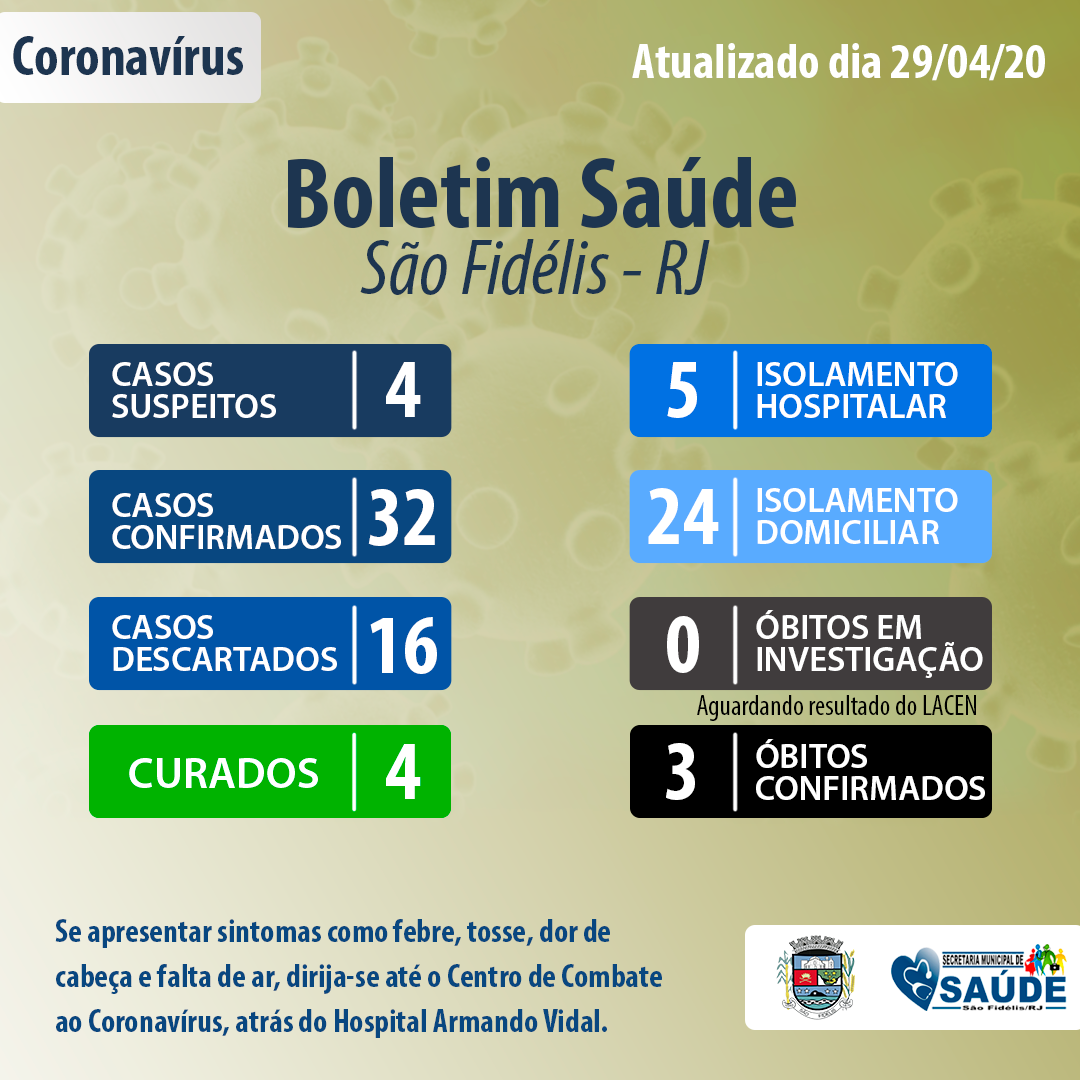 Coronavírus
Atualizado dia 29/04/20
Boletim Saúde
São Fidélis - RJ
CASOS
SUSPEITOS
4
CASOS
CONFIRMADOS
32
CASOS
DESCARTADOS
16
CURADOS
4
5
ISOLAMENTO
HOSPITALAR
24
ISOLAMENTO
DOMICILIAR
0
ÓBITOS EM
INVESTIGAÇÃO
Aguardando resultado do LACEN
3
ÓBITOS
CONFIRMADOS
Se apresentar sintomas como febre, tosse, dor de
cabeça e falta de ar, dirija-se até o Centro de Combate
ao Coronavírus, atrás do Hospital Armando Vidal.
SÃO FIDÉLIS
SECRETARIA MUNICIPAL DE
SAÚDE
São Fidélis/RJ